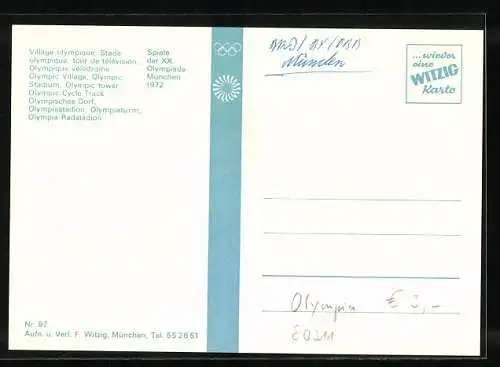 Village olympique, Stade
olympique, tour de télévision,
Olympique vélodrome
Olympic Village, Olympic
Stadium, Olympic tower
Olympic-Cycle Track
Olympisches Dorf,
Olympiastadion, Olympiaturm,
Olympia-Radstadion
Spiele
der XX.
Olympiade
München
1972
München
...wieder
eine
WITZIG
Karte
Olympia € 3,-
Nr. 97
Aufn. u. Verl. F. Witzig, München, Tel. 55 26 61